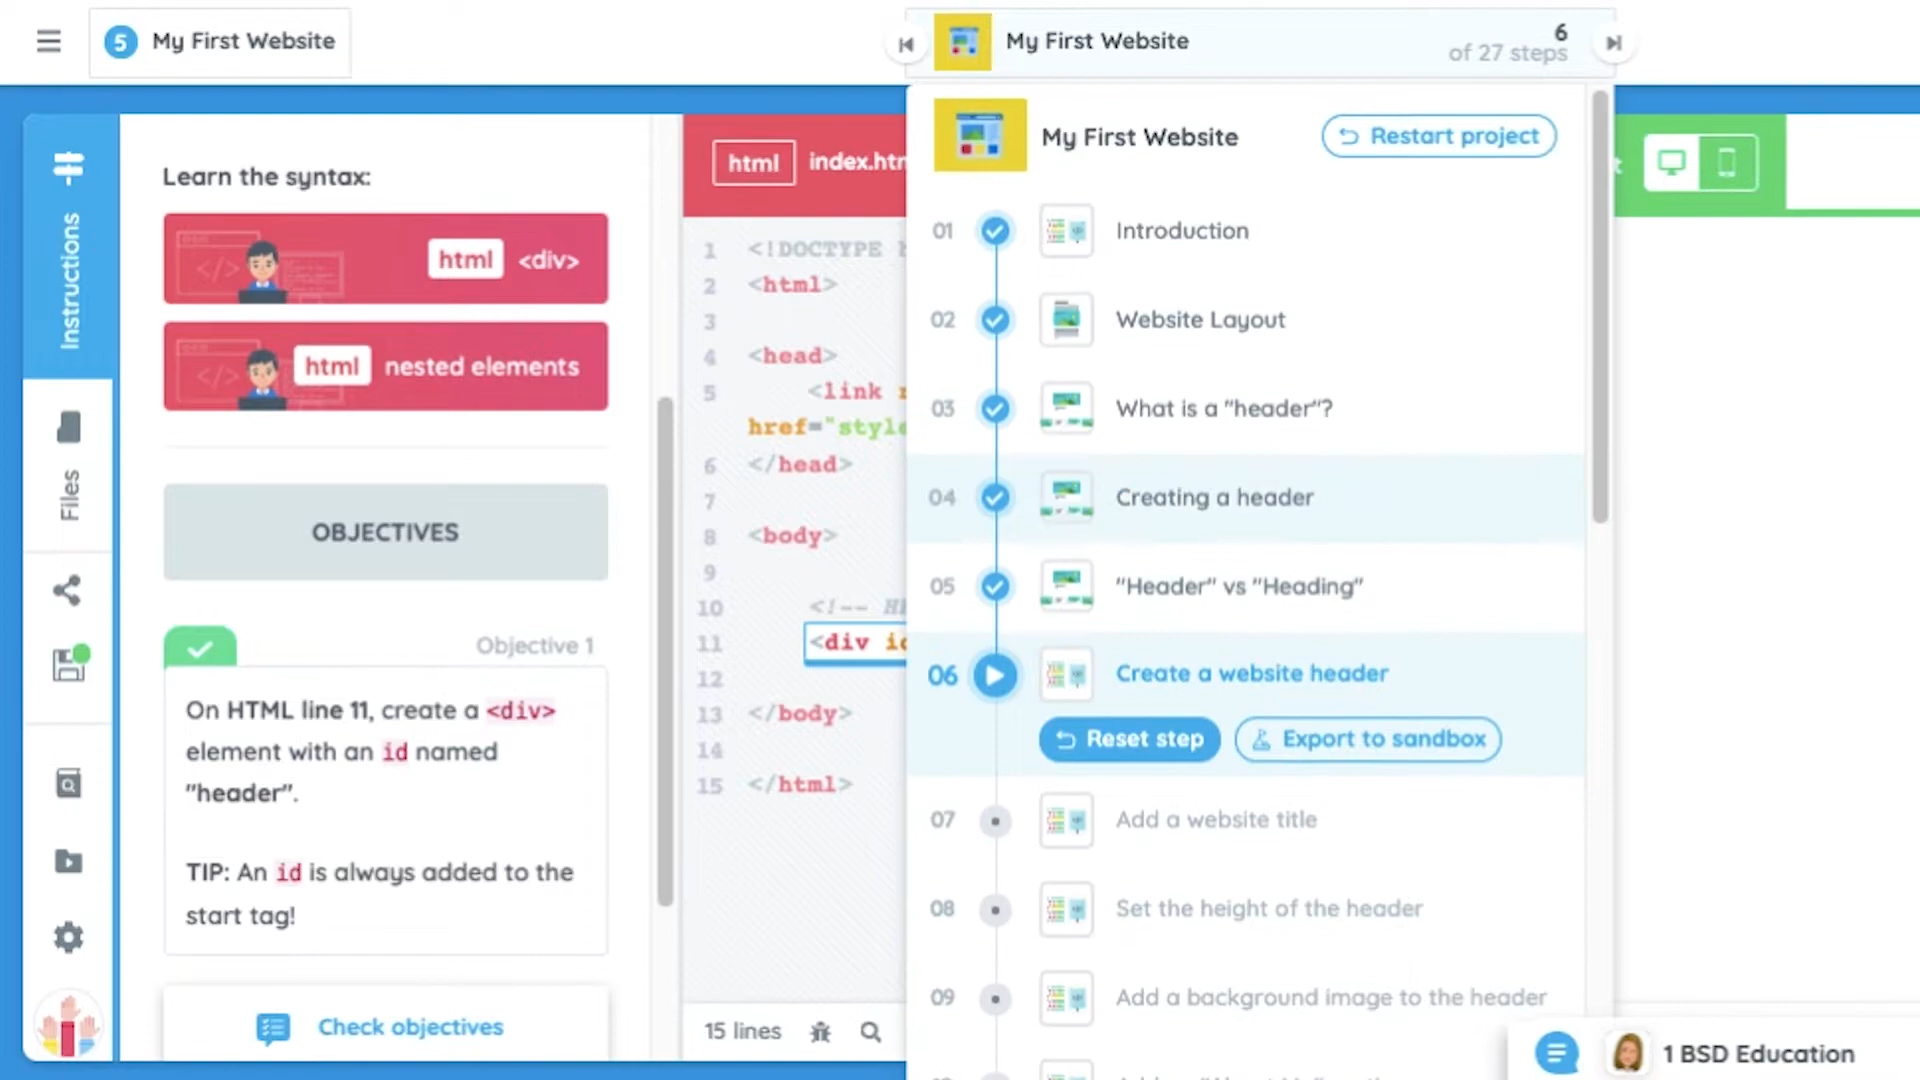 5 My First Website
My First Website
6
of 27 steps
Instructions
Files
Learn the syntax:
html <div>
html nested elements
OBJECTIVES
Objective 1
On HTML line 11, create a <div>
element with an id named
"header".
TIP: An id is always added to the
start tag!
Check objectives
html index.htm
1 <!DOCTYPE
2 <html>
3
4 <head>
5 <link
href="style
6 </head>
7
8 <body>
9
10 <!--
11 <div id
12
13 </body>
14
15 </html>
15 lines
My First Website
Restart project
01 Introduction
02 Website Layout
03 What is a "header"?
04 Creating a header
05 "Header" vs "Heading"
06 Create a website header
Reset step
Export to sandbox
07 Add a website title
08 Set the height of the header
09 Add a background image to the header
1 BSD Education